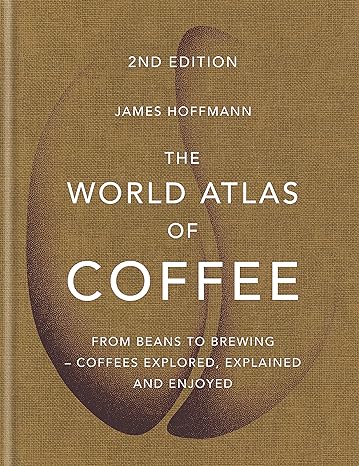 2ND EDITION
JAMES HOFFMANN
THE
WORLD ATLAS
OF
COFFEE
FROM BEANS TO BREWING
– COFFEES EXPLORED, EXPLAINED
AND ENJOYED